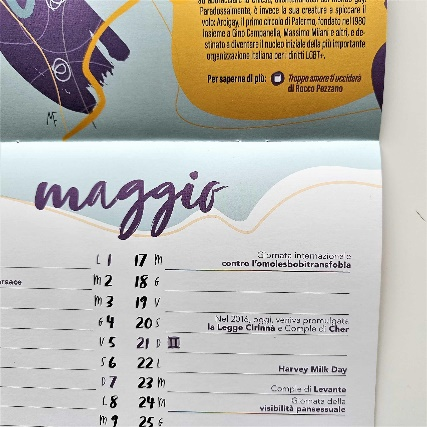 Paradossalmente, è invece la sua creatura a spiccare il
volo: Arcigay, il primo circolo di Palermo, fondato nel 1980
insieme a Gino Campanella, Massimo Milani e altri, e de-
stinato a diventare il nucleo iniziale della più importante
organizzazione italiana per i diritti LGBT+.
Per saperne di più: Troppo amore ti ucciderà
di Rocco Pezzano
MF
maggio
L 1
M 2
M 3
G 4
V 5
S 6
D 7
L 8
M 9
17 M Giornata internazionale
contro l'omolesbobitransfobia
18 G
19 V
20 S Nel 2016, oggi, veniva promulgata
la Legge Cirinnà e Comple di Cher
21 D
22 L Harvey Milk Day
23 M Comple di Levante
24 M Giornata della
visibilità pansessuale
25 G